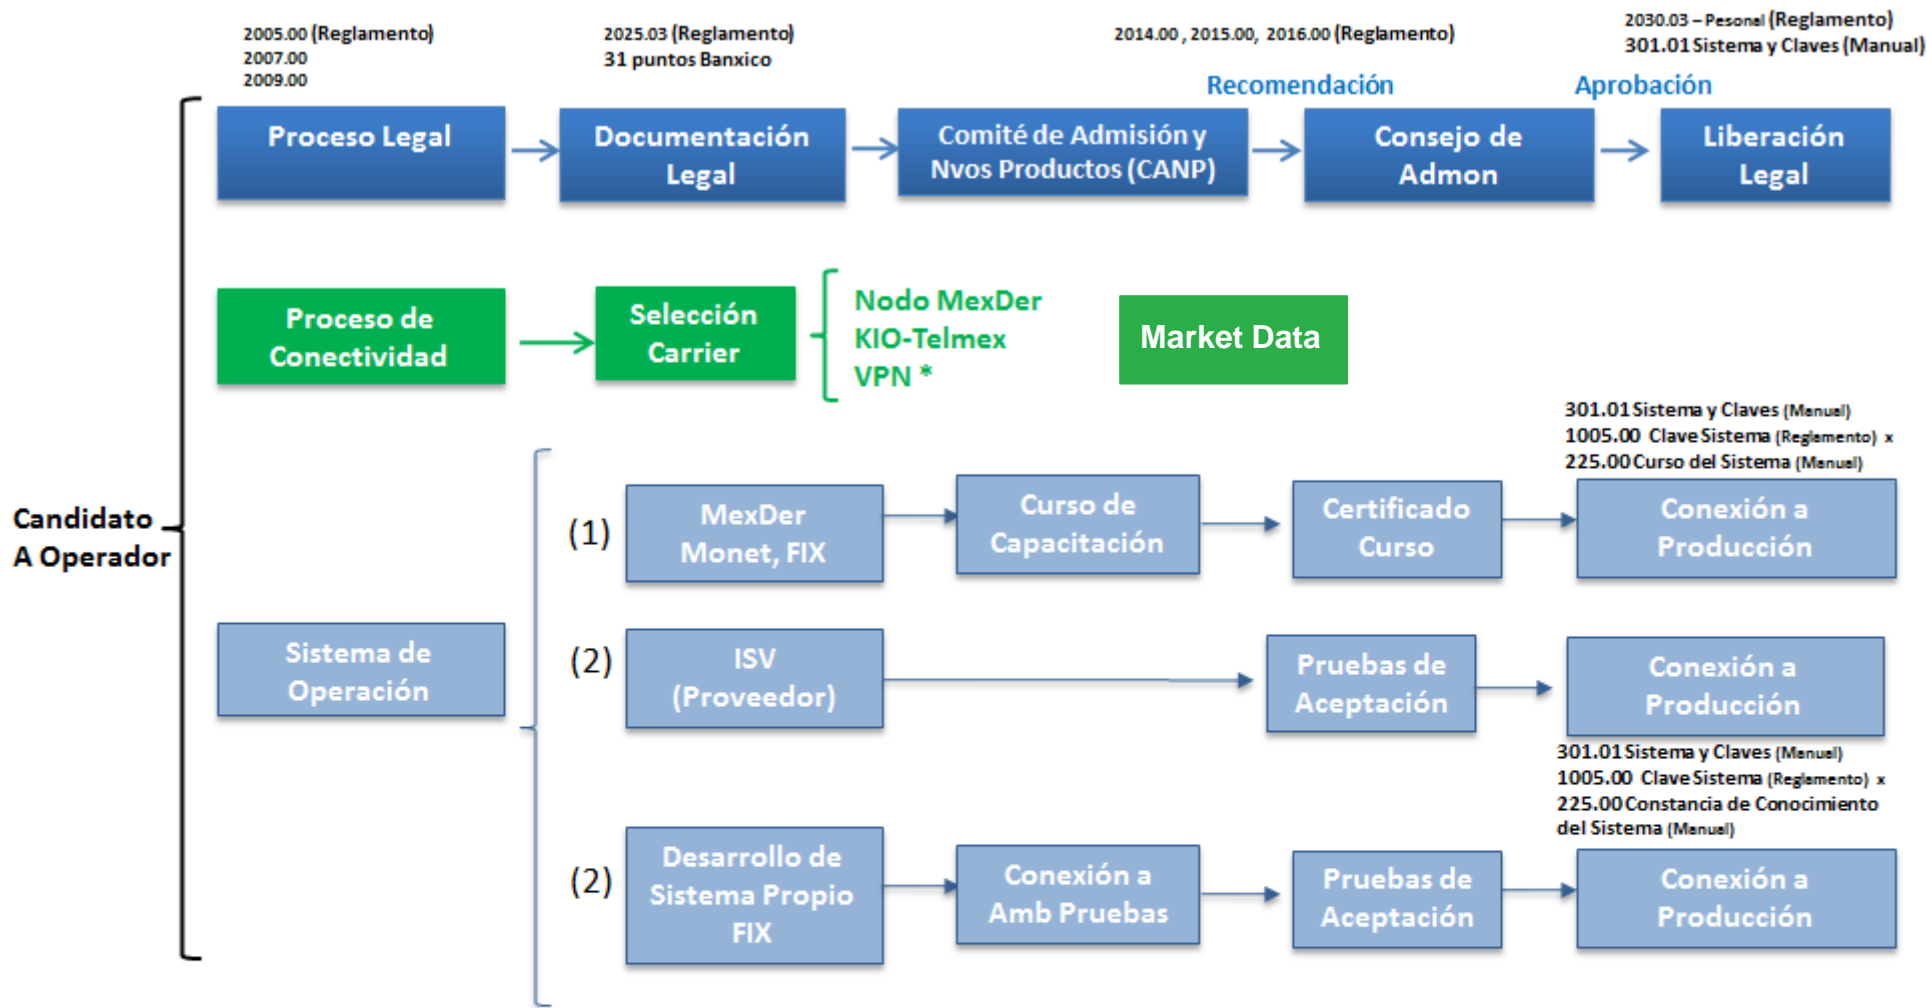 2005.00 (Reglamento)
2007.00
2009.00
2025.03 (Reglamento)
31 puntos Banxico
2014.00 , 2015.00, 2016.00 (Reglamento)
2030.03 – Pesonal (Reglamento)
301.01 Sistema y Claves (Manual)
Recomendación
Aprobación
Proceso Legal
Documentación
Legal
Comité de Admisión y
Nvos Productos (CANP)
Consejo de
Admon
Liberación
Legal
Proceso de
Conectividad
Selección
Carrier
Nodo MexDer
KIO-Telmex
VPN *
Market Data
Candidato
A Operador
Sistema de
Operación
(1)
MexDer
Monet, FIX
Curso de
Capacitación
Certificado
Curso
301.01 Sistema y Claves (Manual)
1005.00 Clave Sistema (Reglamento) x
225.00 Curso del Sistema (Manual)
Conexión a
Producción
(2)
ISV
(Proveedor)
Pruebas de
Aceptación
Conexión a
Producción
301.01 Sistema y Claves (Manual)
1005.00 Clave Sistema (Reglamento) x
225.00 Constancia de Conocimiento
del Sistema (Manual)
(2)
Desarrollo de
Sistema Propio
FIX
Conexión a
Amb Pruebas
Pruebas de
Aceptación
Conexión a
Producción